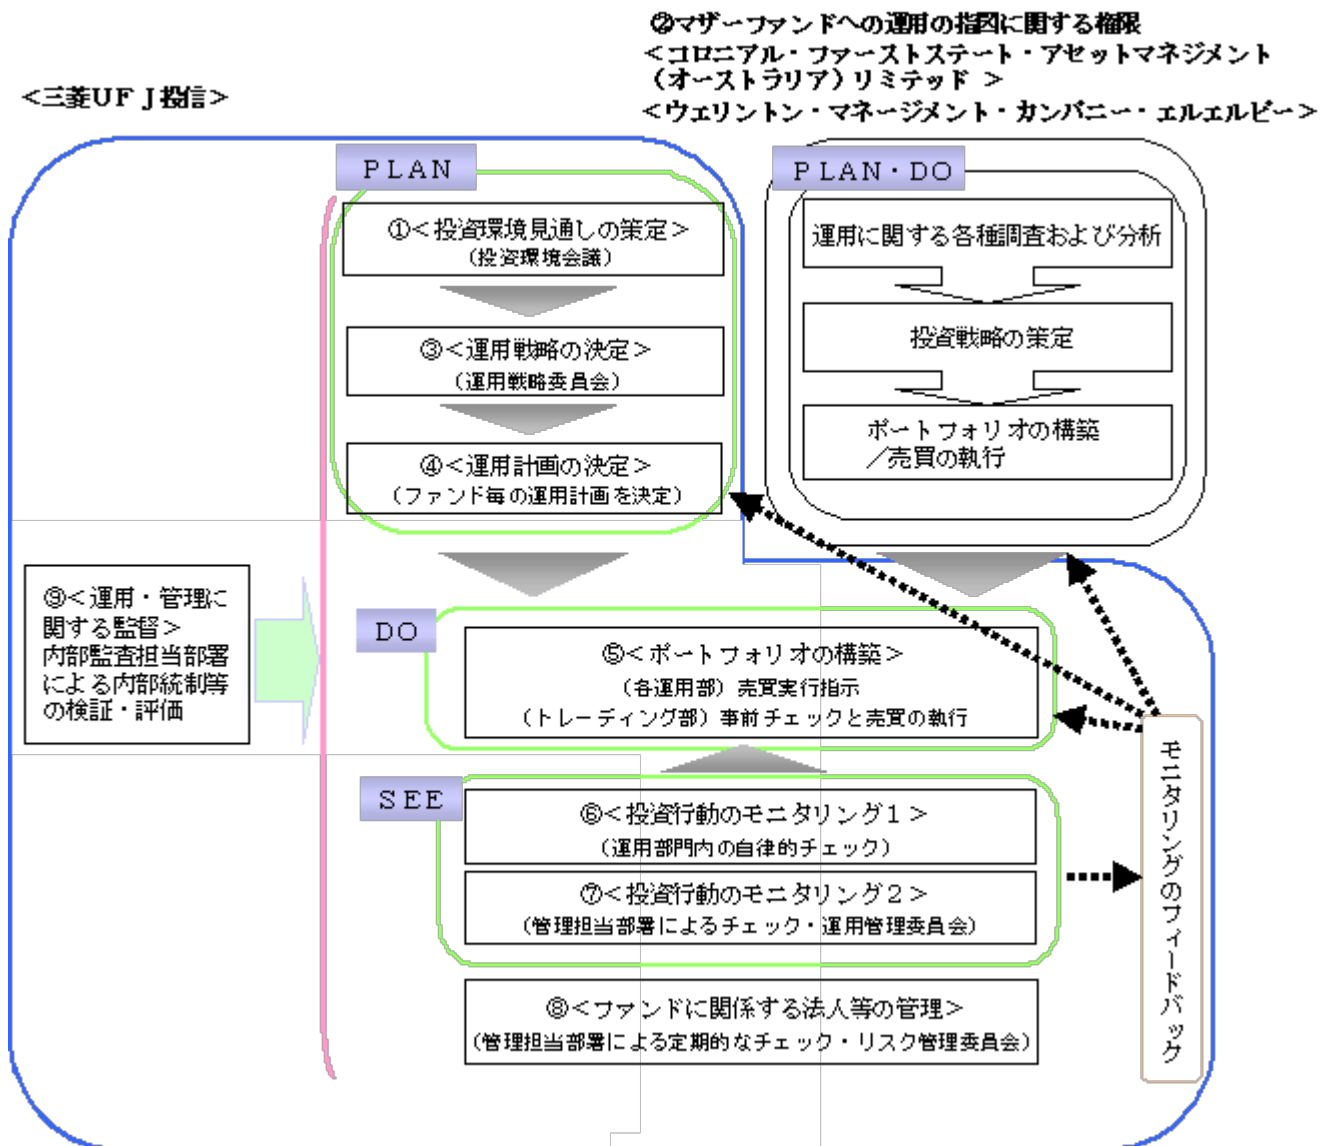 ②マザーファンドへの運用の指図に関する権限
＜コロニアル・ファーストステート・アセットマネジメント
（オーストラリア）リミテッド ＞
＜ウェリントン・マネージメント・カンパニー・エルエルピー＞
＜三菱ＵＦＪ投信＞
ＰＬＡＮ
①＜投資環境見通しの策定＞
（投資環境会議）
③＜運用戦略の決定＞
（運用戦略委員会）
④＜運用計画の決定＞
（ファンド毎の運用計画を決定）
ＰＬＡＮ・ＤＯ
運用に関する各種調査および分析
投資戦略の策定
ポートフォリオの構築
／売買の執行
⑨＜運用・管理に
関する監督＞
内部監査担当部署
による内部統制等
の検証・評価
ＤＯ
⑤＜ポートフォリオの構築＞
（各運用部）売買実行指示
（トレーディング部）事前チェックと売買の執行
ＳＥＥ
⑥＜投資行動のモニタリング１＞
（運用部門内の自律的チェック）
⑦＜投資行動のモニタリング２＞
（管理担当部署によるチェック・運用管理委員会）
⑧＜ファンドに関係する法人等の管理＞
（管理担当部署による定期的なチェック・リスク管理委員会）
モニタリングのフィードバック